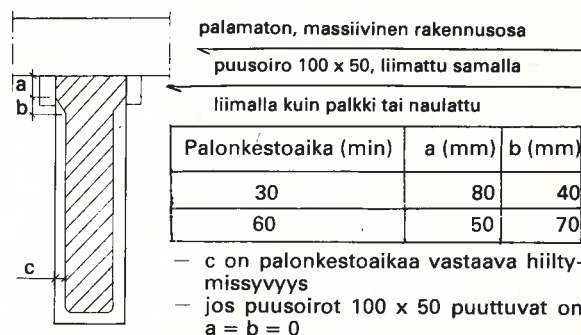 palamaton, massiivinen rakennusosa
puusoiro 100 x 50, liimattu samalla
liimalla kuin palkki tai naulattu
a
b
c
Palonkestoaika (min) a (mm) b (mm)
30 80 40
60 50 70
— c on palonkestoaikaa vastaava hiilty-
missyvyys
— jos puusoirot 100 x 50 puuttuvat on
a = b = 0